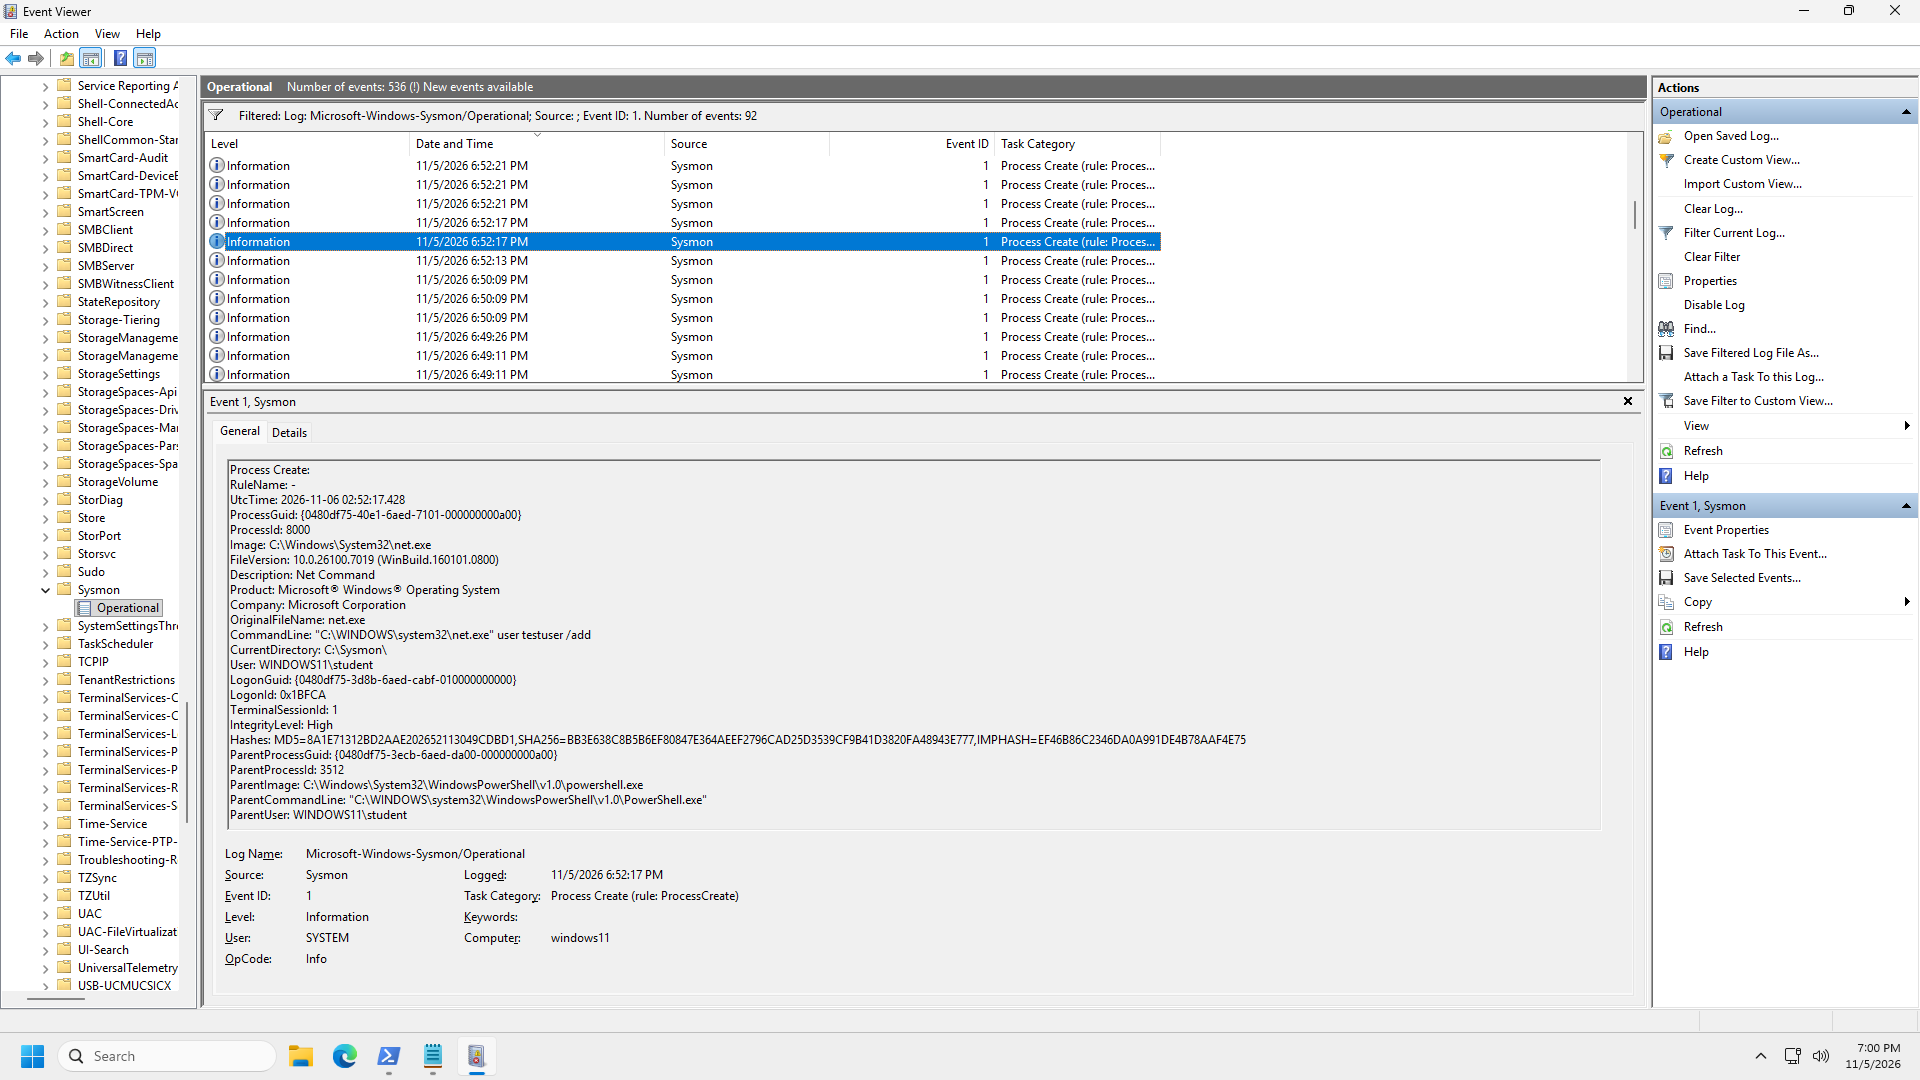 Event Viewer
File Action View Help
Service Reporting A
Shell-ConnectedAc
Shell-Core
ShellCommon-Star
SmartCard-Audit
SmartCard-DeviceE
SmartCard-TPM-V
SmartScreen
SMBClient
SMBDirect
SMBServer
SMBWitnessClient
StateRepository
Storage-Tiering
StorageManageme
StorageManageme
StorageSettings
StorageSpaces-Api
StorageSpaces-Driv
StorageSpaces-Mar
StorageSpaces-Pars
StorageSpaces-Spa
StorageVolume
StorDiag
Store
StorPort
Storsvc
Sudo
Sysmon
Operational
SystemSettingsThre
TaskScheduler
TCPIP
TenantRestrictions
TerminalServices-C
TerminalServices-C
TerminalServices-L
TerminalServices-P
TerminalServices-P
TerminalServices-R
TerminalServices-S
Time-Service
Time-Service-PTP-
Troubleshooting-R
TZSync
TZUtil
UAC
UAC-FileVirtualizat
UI-Search
UniversalTelemetry
USB-UCMUCSICX
Operational Number of events: 536 (!) New events available
Filtered: Log: Microsoft-Windows-Sysmon/Operational; Source: ; Event ID: 1. Number of events: 92
Level Date and Time Source Event ID Task Category
Information 11/5/2026 6:52:21 PM Sysmon 1 Process Create (rule: Proces...
Information 11/5/2026 6:52:21 PM Sysmon 1 Process Create (rule: Proces...
Information 11/5/2026 6:52:21 PM Sysmon 1 Process Create (rule: Proces...
Information 11/5/2026 6:52:17 PM Sysmon 1 Process Create (rule: Proces...
Information 11/5/2026 6:52:17 PM Sysmon 1 Process Create (rule: Proces...
Information 11/5/2026 6:52:13 PM Sysmon 1 Process Create (rule: Proces...
Information 11/5/2026 6:50:09 PM Sysmon 1 Process Create (rule: Proces...
Information 11/5/2026 6:50:09 PM Sysmon 1 Process Create (rule: Proces...
Information 11/5/2026 6:50:09 PM Sysmon 1 Process Create (rule: Proces...
Information 11/5/2026 6:49:26 PM Sysmon 1 Process Create (rule: Proces...
Information 11/5/2026 6:49:11 PM Sysmon 1 Process Create (rule: Proces...
Information 11/5/2026 6:49:11 PM Sysmon 1 Process Create (rule: Proces...
Event 1, Sysmon
General Details
Process Create:
RuleName: -
UtcTime: 2026-11-06 02:52:17.428
ProcessGuid: {0480df75-40e1-6aed-7101-000000000a00}
ProcessId: 8000
Image: C:\Windows\System32\net.exe
FileVersion: 10.0.26100.7019 (WinBuild.160101.0800)
Description: Net Command
Product: Microsoft® Windows® Operating System
Company: Microsoft Corporation
OriginalFileName: net.exe
CommandLine: "C:\WINDOWS\system32\net.exe" user testuser /add
CurrentDirectory: C:\Sysmon\
User: WINDOWS11\student
LogonGuid: {0480df75-3d8b-6aed-cabf-010000000000}
LogonId: 0x1BFCA
TerminalSessionId: 1
IntegrityLevel: High
Hashes: MD5=8A1E71312BD2AAE202652113049CDBD1,SHA256=BB3E638C8B5B6EF80847E364AEEF2796CAD25D3539CF9B41D3820FA48943E777,IMPHASH=EF46B86C2346DA0A991DE4B78AAF4E75
ParentProcessGuid: {0480df75-3ecb-6aed-da00-000000000a00}
ParentProcessId: 3512
ParentImage: C:\Windows\System32\WindowsPowerShell\v1.0\powershell.exe
ParentCommandLine: "C:\WINDOWS\system32\WindowsPowerShell\v1.0\PowerShell.exe"
ParentUser: WINDOWS11\student
Log Name: Microsoft-Windows-Sysmon/Operational
Source: Sysmon Logged: 11/5/2026 6:52:17 PM
Event ID: 1 Task Category: Process Create (rule: ProcessCreate)
Level: Information Keywords:
User: SYSTEM Computer: windows11
OpCode: Info
Actions
Operational
Open Saved Log...
Create Custom View...
Import Custom View...
Clear Log...
Filter Current Log...
Clear Filter
Properties
Disable Log
Find...
Save Filtered Log File As...
Attach a Task To this Log...
Save Filter to Custom View...
View
Refresh
Help
Event 1, Sysmon
Event Properties
Attach Task To This Event...
Save Selected Events...
Copy
Refresh
Help
Search
7:00 PM
11/5/2026